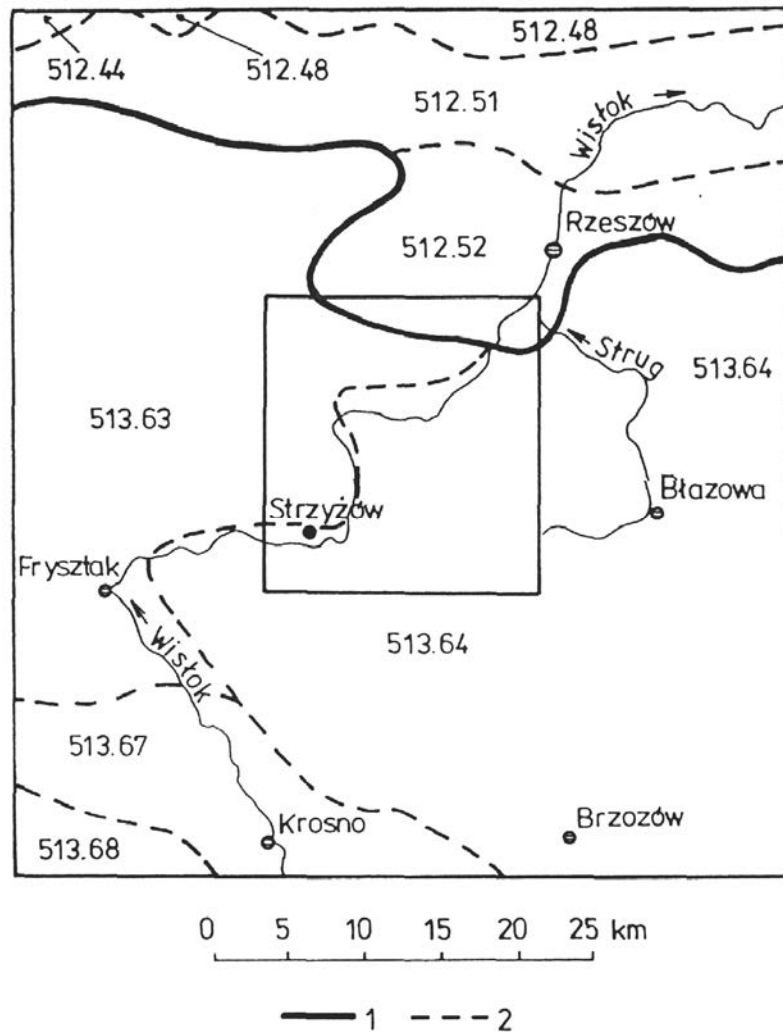 512.48
512.44
512.48
512.51
Wisłok
Rzeszów
512.52
Strug
513.64
513.63
Błazowa
Strzyżów
Frysztak
Wisłok
513.64
513.67
Krosno
Brzozów
513.68
0 5 10 15 20 25 km
1 2